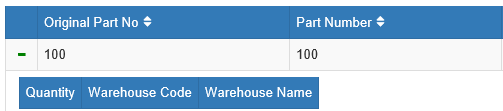 Original Part No Part Number
100 100
Quantity Warehouse Code Warehouse Name